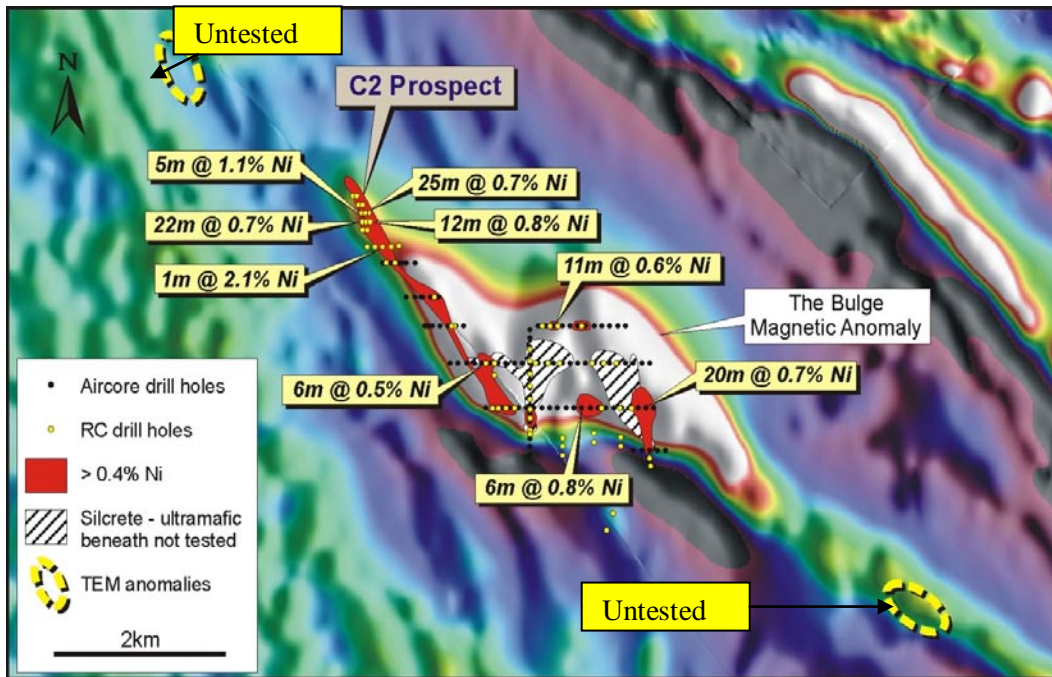 Untested
N
C2 Prospect
5m @ 1.1% Ni
25m @ 0.7% Ni
22m @ 0.7% Ni
12m @ 0.8% Ni
1m @ 2.1% Ni
11m @ 0.6% Ni
The Bulge
Magnetic Anomaly
6m @ 0.5% Ni
20m @ 0.7% Ni
6m @ 0.8% Ni
Aircore drill holes
RC drill holes
> 0.4% Ni
Silcrete - ultramafic
beneath not tested
TEM anomalies
2km
Untested